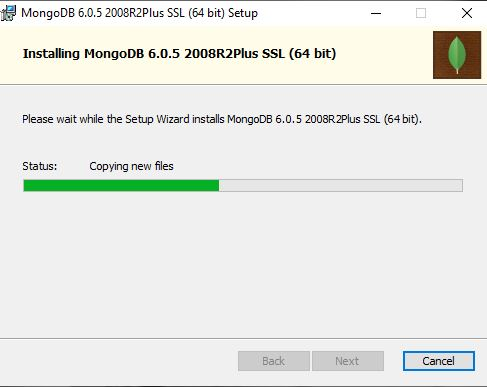 MongoDB 6.0.5 2008R2Plus SSL (64 bit) Setup
Installing MongoDB 6.0.5 2008R2Plus SSL (64 bit)
Please wait while the Setup Wizard installs MongoDB 6.0.5 2008R2Plus SSL (64 bit).
Status: Copying new files
Back Next Cancel